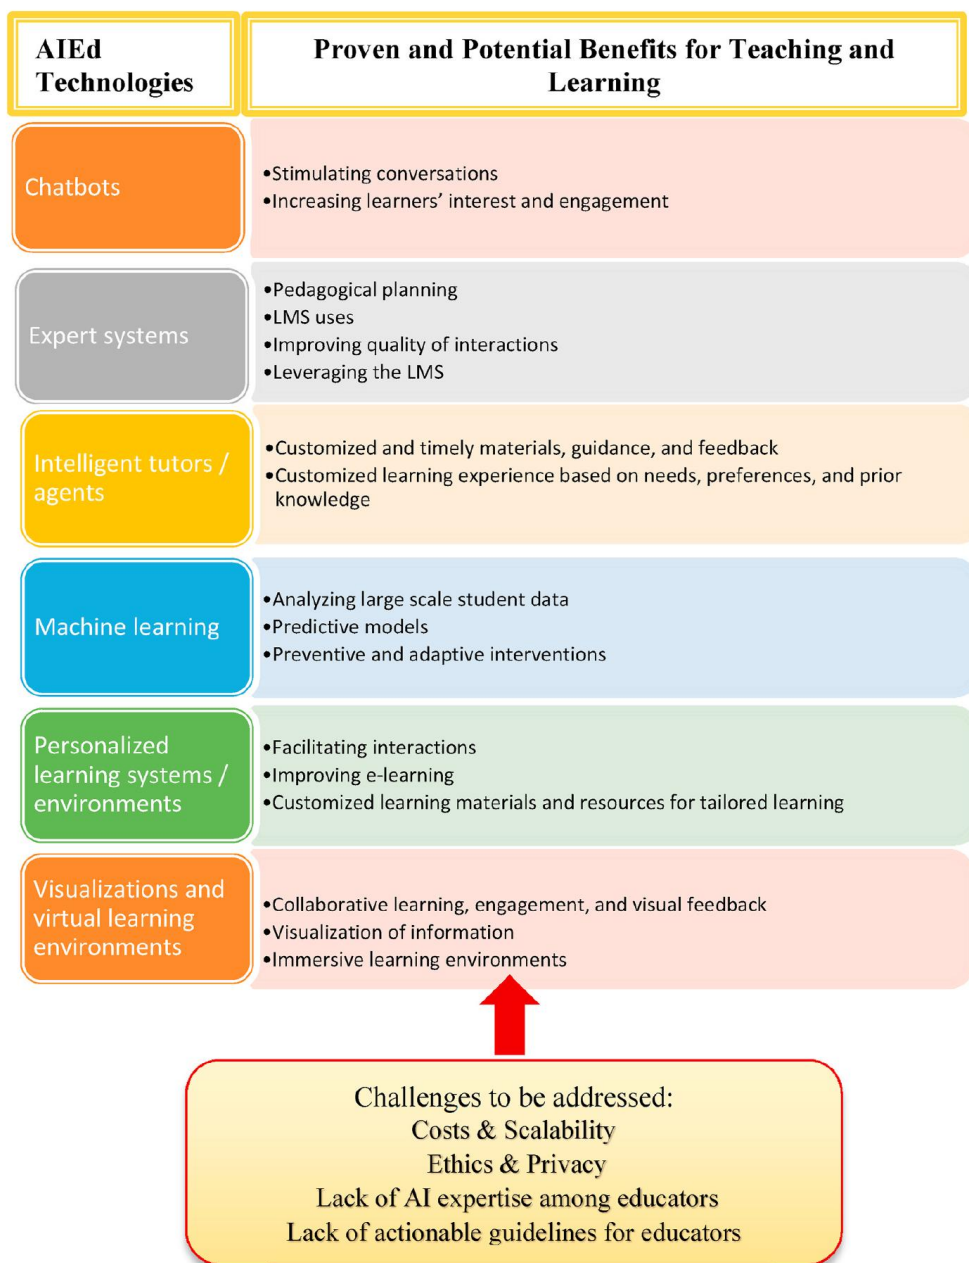 AIEd
Technologies
Proven and Potential Benefits for Teaching and
Learning
Chatbots
•Stimulating conversations
•Increasing learners’ interest and engagement
Expert systems
•Pedagogical planning
•LMS uses
•Improving quality of interactions
•Leveraging the LMS
Intelligent tutors /
agents
•Customized and timely materials, guidance, and feedback
•Customized learning experience based on needs, preferences, and prior
knowledge
Machine learning
•Analyzing large scale student data
•Predictive models
•Preventive and adaptive interventions
Personalized
learning systems /
environments
•Facilitating interactions
•Improving e-learning
•Customized learning materials and resources for tailored learning
Visualizations and
virtual learning
environments
•Collaborative learning, engagement, and visual feedback
•Visualization of information
•Immersive learning environments
Challenges to be addressed:
Costs & Scalability
Ethics & Privacy
Lack of AI expertise among educators
Lack of actionable guidelines for educators